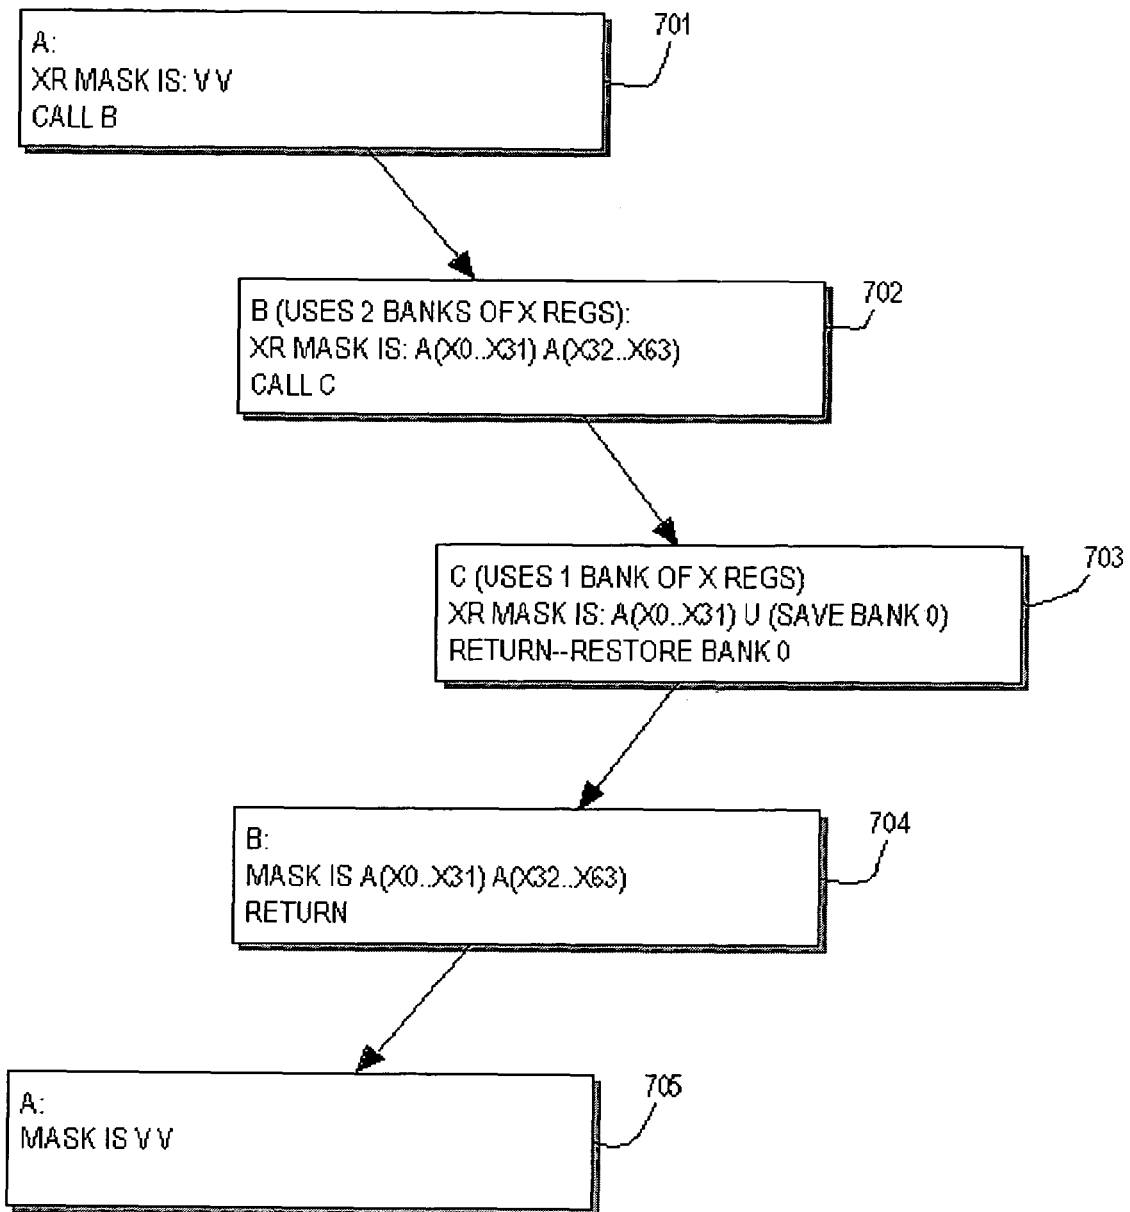 A:
XR MASK IS: V V
CALL B
701
B (USES 2 BANKS OF X REGS):
XR MASK IS: A(X0..X31) A(X32..X63)
CALL C
702
C (USES 1 BANK OF X REGS)
XR MASK IS: A(X0..X31) U (SAVE BANK 0)
RETURN--RESTORE BANK 0
703
B:
MASK IS A(X0..X31) A(X32..X63)
RETURN
704
A:
MASK IS V V
705